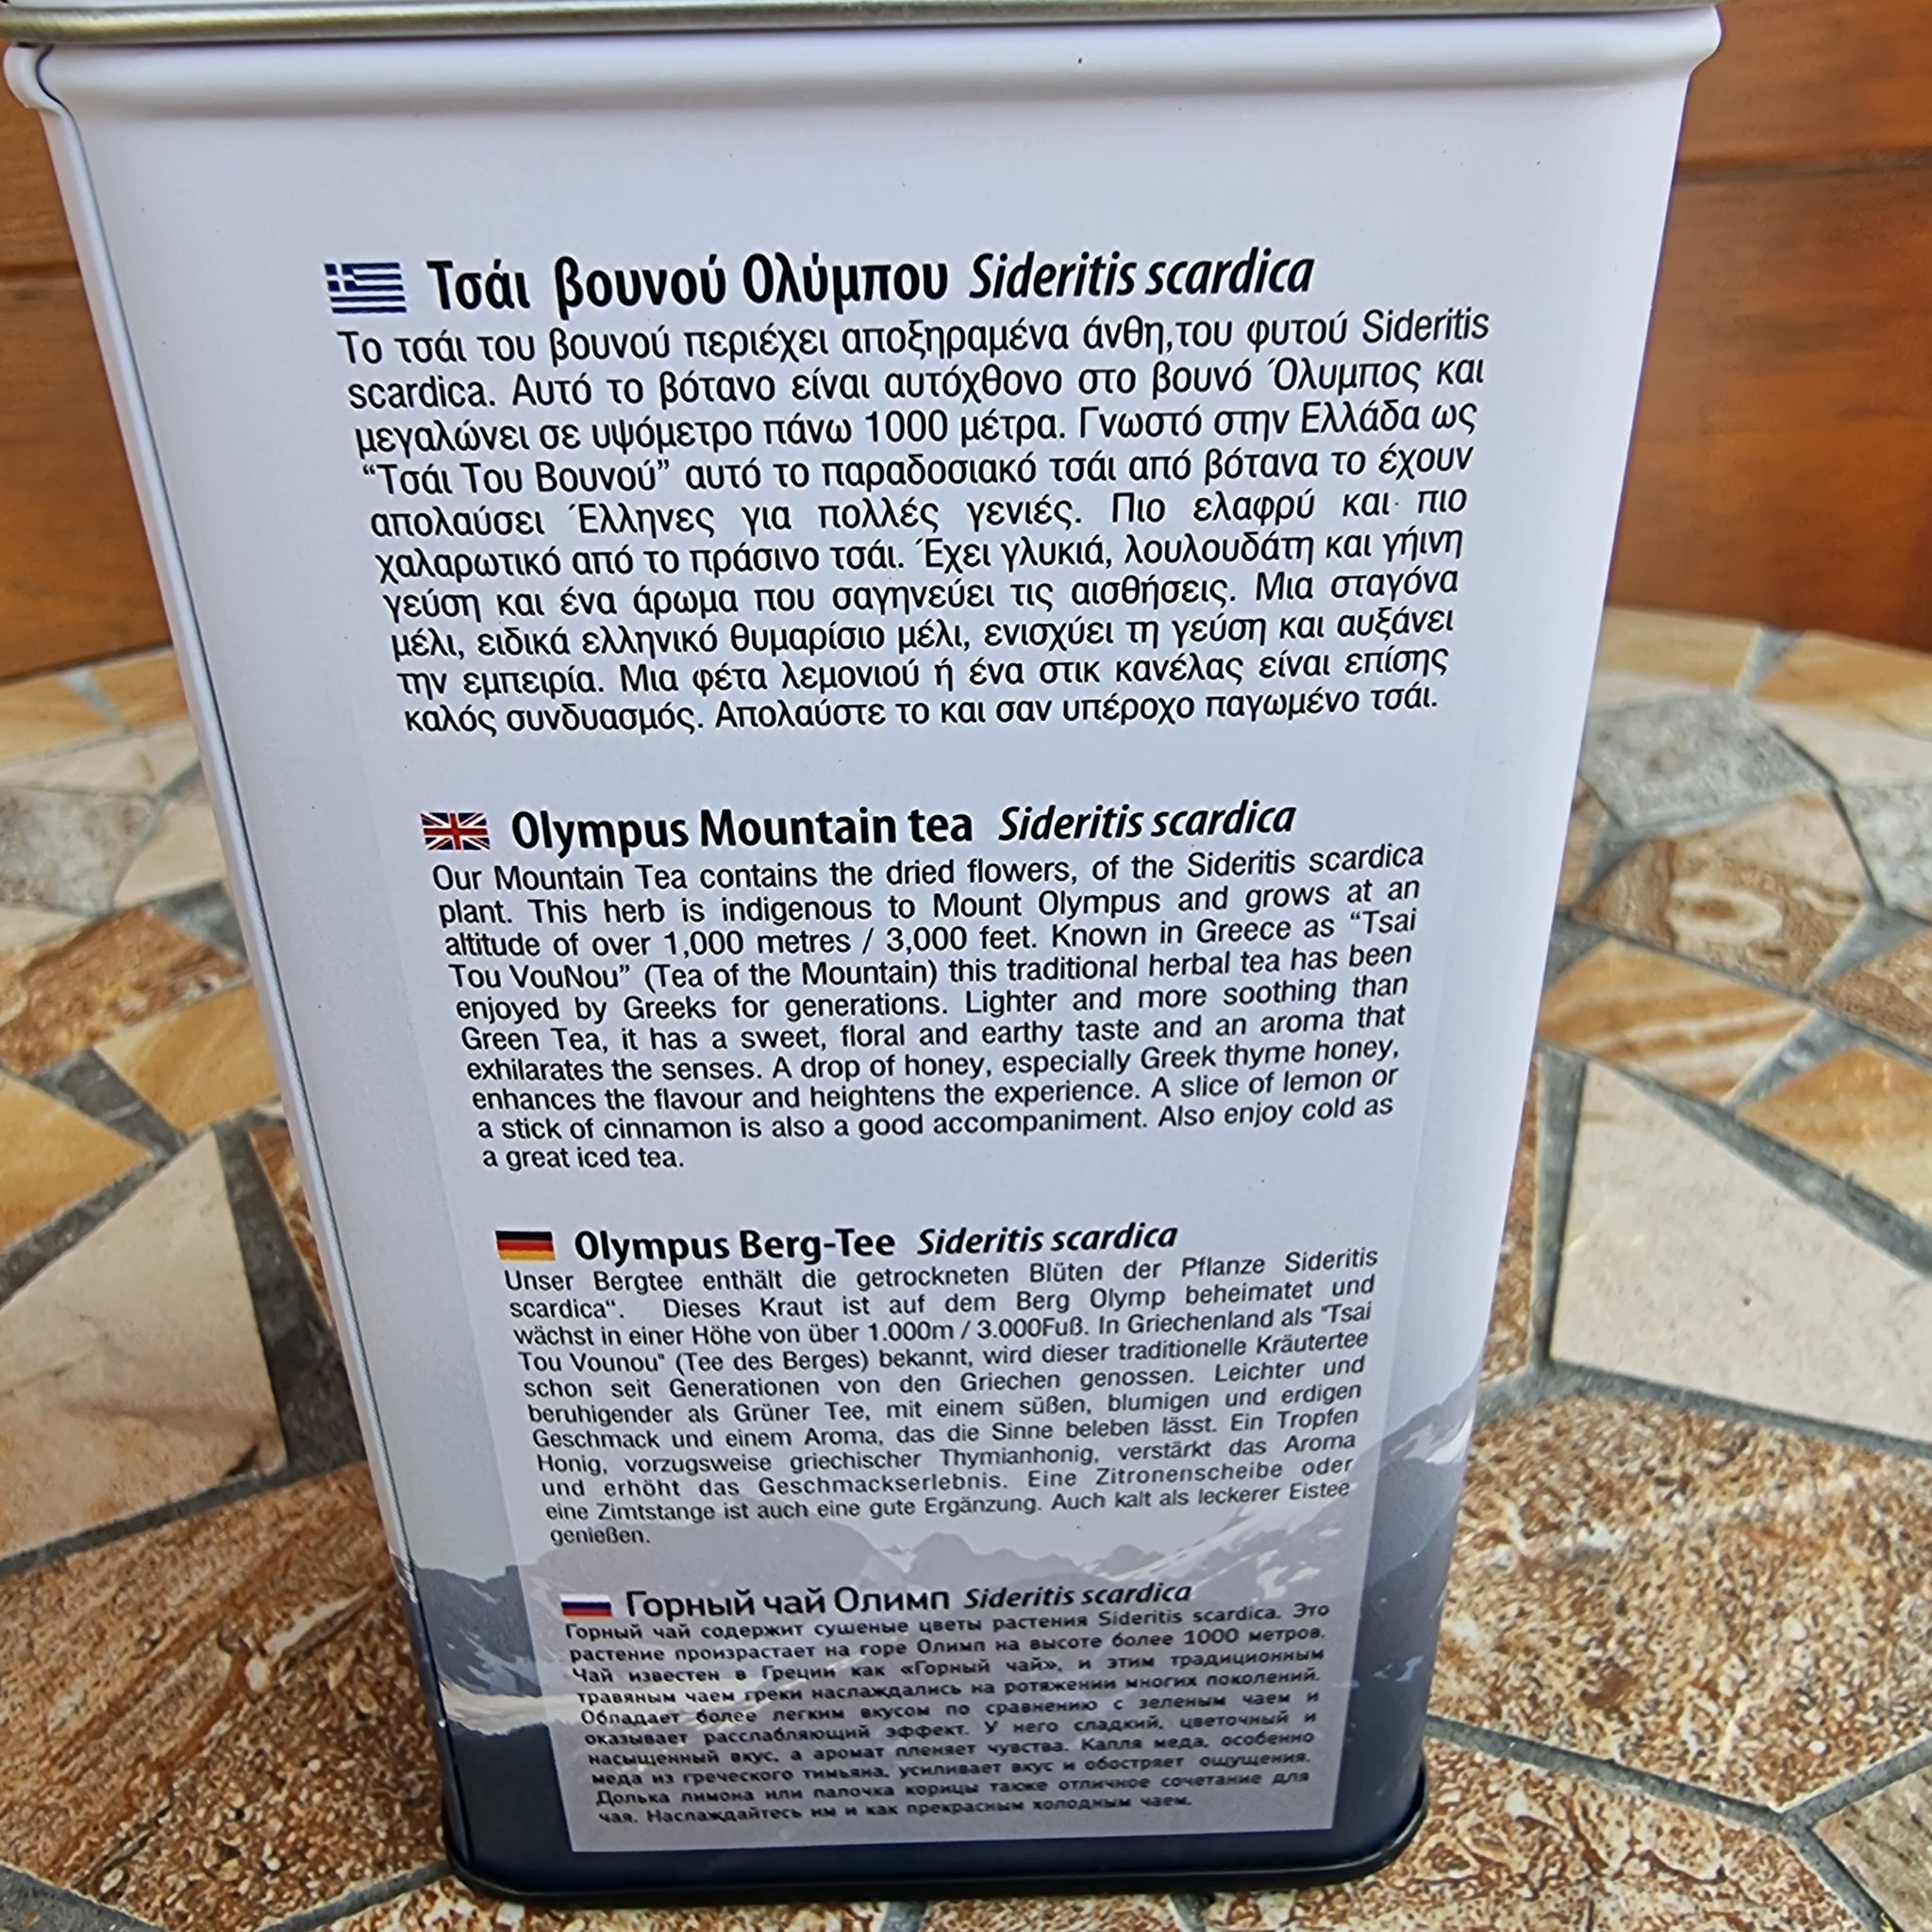 Τσάι βουνού Ολύμπου Sideritis scardica
Το τσάι του βουνού περιέχει αποξηραμένα άνθη,του φυτού Sideritis
scardica. Αυτό το βότανο είναι αυτόχθονο στο βουνό Όλυμπος και
μεγαλώνει σε υψόμετρο πάνω 1000 μέτρα. Γνωστό στην Ελλάδα ως
“Τσάι Του Βουνού” αυτό το παραδοσιακό τσάι από βότανα το έχουν
απολαύσει Έλληνες για πολλές γενιές. Πιο ελαφρύ και πιο
χαλαρωτικό από το πράσινο τσάι. Έχει γλυκιά, λουλουδάτη και γήινη
γεύση και ένα άρωμα που σαγηνεύει τις αισθήσεις. Μια σταγόνα
μέλι, ειδικά ελληνικό θυμαρίσιο μέλι, ενισχύει τη γεύση και αυξάνει
την εμπειρία. Μια φέτα λεμονιού ή ένα στικ κανέλας είναι επίσης
καλός συνδυασμός. Απολαύστε το και σαν υπέροχο παγωμένο τσάι.
Olympus Mountain tea Sideritis scardica
Our Mountain Tea contains the dried flowers, of the Sideritis scardica
plant. This herb is indigenous to Mount Olympus and grows at an
altitude of over 1,000 metres / 3,000 feet. Known in Greece as “Tsai
Tou VouNou” (Tea of the Mountain) this traditional herbal tea has been
enjoyed by Greeks for generations. Lighter and more soothing than
Green Tea, it has a sweet, floral and earthy taste and an aroma that
exhilarates the senses. A drop of honey, especially Greek thyme honey,
enhances the flavour and heightens the experience. A slice of lemon or
a stick of cinnamon is also a good accompaniment. Also enjoy cold as
a great iced tea.
Olympus Berg-Tee Sideritis scardica
Unser Bergtee enthält die getrockneten Blüten der Pflanze Sideritis
scardica“. Dieses Kraut ist auf dem Berg Olymp beheimatet und
wächst in einer Höhe von über 1.000m / 3.000Fuß. In Griechenland als "Tsai
Tou Vounou" (Tee des Berges) bekannt, wird dieser traditionelle Kräutertee
schon seit Generationen von den Griechen genossen. Leichter und
beruhigender als Grüner Tee, mit einem süßen, blumigen und erdigen
Geschmack und einem Aroma, das die Sinne beleben lässt. Ein Tropfen
Honig, vorzugsweise griechischer Thymianhonig, verstärkt das Aroma
und erhöht das Geschmackserlebnis. Eine Zitronenscheibe oder
eine Zimtstange ist auch eine gute Ergänzung. Auch kalt als leckerer Eistee
genießen.
Горный чай Олимп Sideritis scardica
Горный чай содержит сушеные цветы растения Sideritis scardica. Это
растение произрастает на горе Олимп на высоте более 1000 метров.
Чай известен в Греции как «Горный чай», и этим традиционным
травяным чаем греки наслаждались на ротяжении многих поколений.
Обладает более легким вкусом по сравнению с зеленым чаем и
оказывает расслабляющий эффект. У него сладкий, цветочный и
насыщенный вкус, а аромат пленяет чувства. Капля меда, особенно
меда из греческого тимьяна, усиливает вкус и обостряет ощущения.
Долька лимона или палочка корицы также отличное сочетание для
чая. Наслаждайтесь им и как прекрасным холодным чаем.